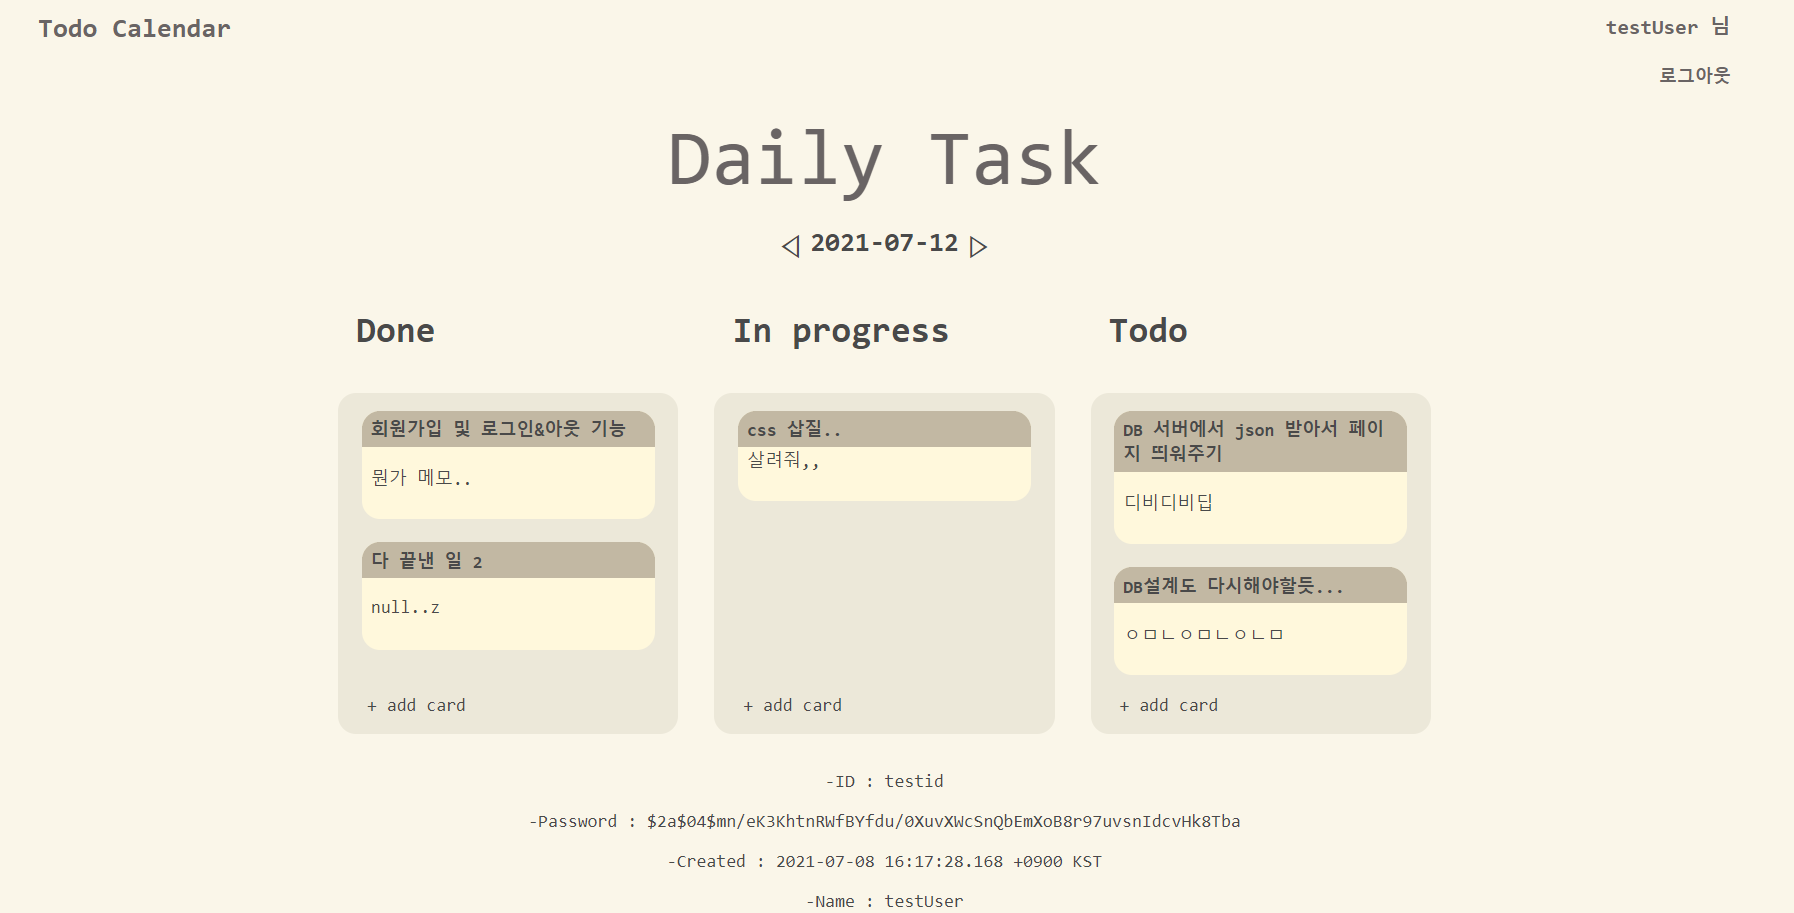 Todo Calendar
testUser 님
로그아웃
Daily Task
◁ 2021-07-12 ▷
Done
회원가입 및 로그인&아웃 기능
뭔가 메모..
다 끝낸 일 2
null..z
+ add card
In progress
css 삽질..
살려줘,,
+ add card
Todo
DB 서버에서 json 받아서 페이
지 띄워주기
디비디비딥
DB설계도 다시해야할듯...
ㅇㅁㄴㅇㅁㄴㅇㄴㅁ
+ add card
-ID : testid
-Password : $2a$04$mn/eK3KhtnRWfBYfdu/0XuvXWcSnQbEmXoB8r97uvsnIdcvHk8Tba
-Created : 2021-07-08 16:17:28.168 +0900 KST
-Name : testUser